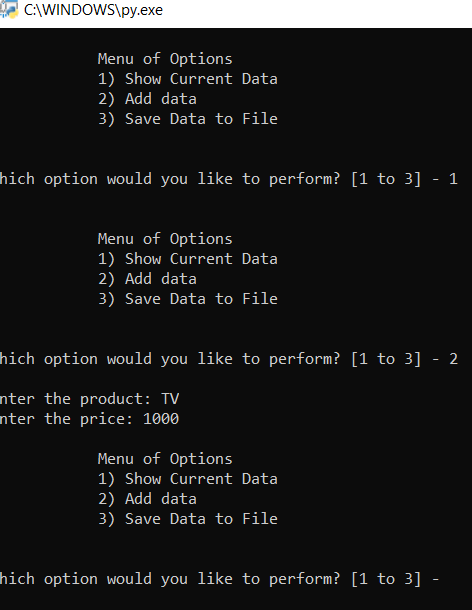 C:\WINDOWS\py.exe
Menu of Options
1) Show Current Data
2) Add data
3) Save Data to File
hich option would you like to perform? [1 to 3] - 1
Menu of Options
1) Show Current Data
2) Add data
3) Save Data to File
hich option would you like to perform? [1 to 3] - 2
nter the product: TV
nter the price: 1000
Menu of Options
1) Show Current Data
2) Add data
3) Save Data to File
hich option would you like to perform? [1 to 3] -